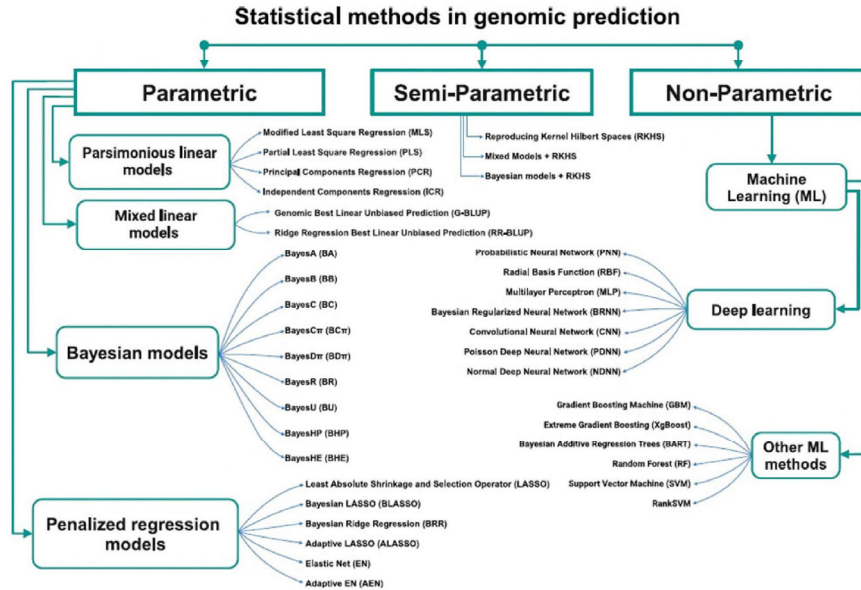 Statistical methods in genomic prediction
Parametric
Semi-Parametric
Non-Parametric
Parsimonious linear
models
Modified Least Square Regression (MLS)
Partial Least Square Regression (PLS)
Principal Components Regression (PCR)
Independent Components Regression (ICR)
Mixed linear
models
Genomic Best Linear Unbiased Prediction (G-BLUP)
Ridge Regression Best Linear Unbiased Prediction (RR-BLUP)
Bayesian models
BayesA (BA)
BayesB (BB)
BayesC (BC)
BayesCπ (BCπ)
BayesDπ (BDπ)
BayesR (BR)
BayesU (BU)
BayesHP (BHP)
BayesHE (BHE)
Penalized regression
models
Least Absolute Shrinkage and Selection Operator (LASSO)
Bayesian LASSO (BLASSO)
Bayesian Ridge Regression (BRR)
Adaptive LASSO (ALASSO)
Elastic Net (EN)
Adaptive EN (AEN)
Reproducing Kernel Hilbert Spaces (RKHS)
Mixed Models + RKHS
Bayesian models + RKHS
Machine
Learning (ML)
Probabilistic Neural Network (PNN)
Radial Basis Function (RBF)
Multilayer Perceptron (MLP)
Bayesian Regularized Neural Network (BRNN)
Convolutional Neural Network (CNN)
Poisson Deep Neural Network (PDNN)
Normal Deep Neural Network (NDNN)
Deep learning
Gradient Boosting Machine (GBM)
Extreme Gradient Boosting (XgBoost)
Bayesian Additive Regression Trees (BART)
Random Forest (RF)
Support Vector Machine (SVM)
RankSVM
Other ML
methods